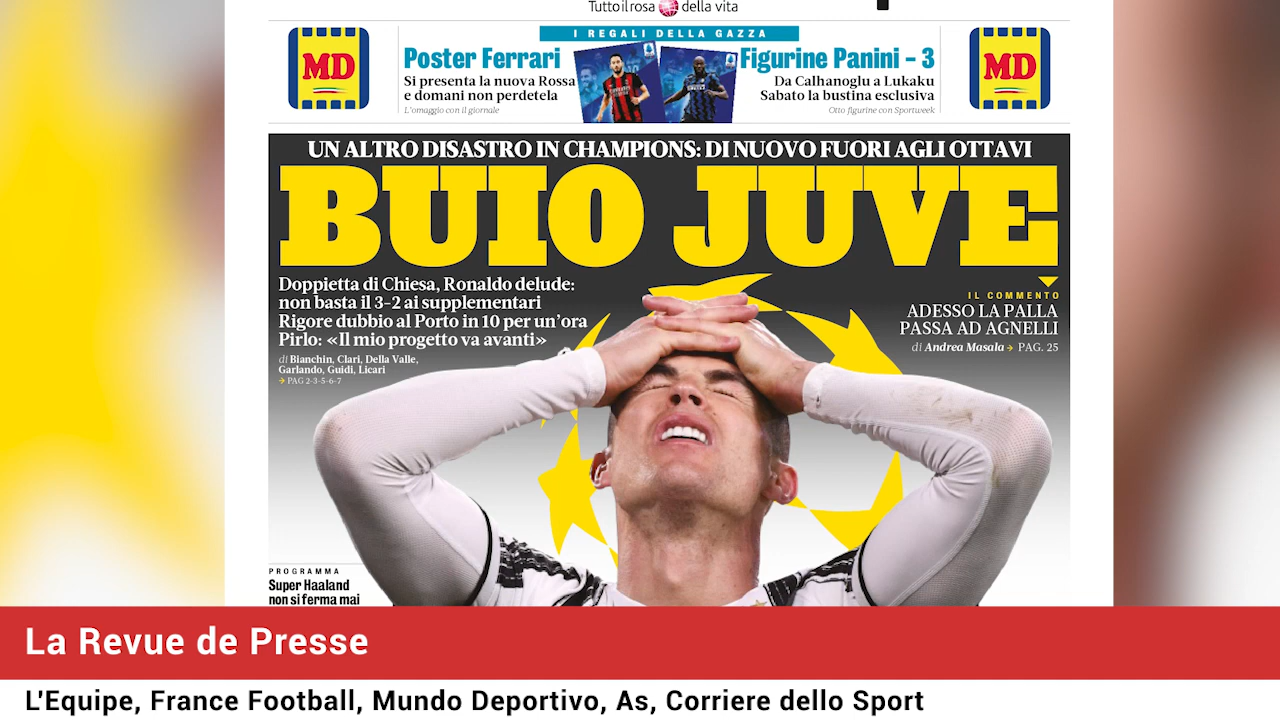 Tutto il rosa della vita
I REGALI DELLA GAZZA
MD
Poster Ferrari
Si presenta la nuova Rossa
e domani non perdetela
L'omaggio con il giornale
Figurine Panini - 3
Da Calhanoglu a Lukaku
Sabato la bustina esclusiva
Otto figurine con Sportweek
MD
UN ALTRO DISASTRO IN CHAMPIONS: DI NUOVO FUORI AGLI OTTAVI
BUIO JUVE
Doppietta di Chiesa, Ronaldo delude:
non basta il 3-2 ai supplementari
Rigore dubbio al Porto in 10 per un'ora
Pirlo: «Il mio progetto va avanti»
di Bianchin, Clari, Della Valle,
Garlando, Guidi, Licari
→ PAG 2-3-5-6-7
IL COMMENTO
ADESSO LA PALLA
PASSA AD AGNELLI
di Andrea Masala → PAG. 25
PROGRAMMA
Super Haaland
non si ferma mai
La Revue de Presse
L'Equipe, France Football, Mundo Deportivo, As, Corriere dello Sport